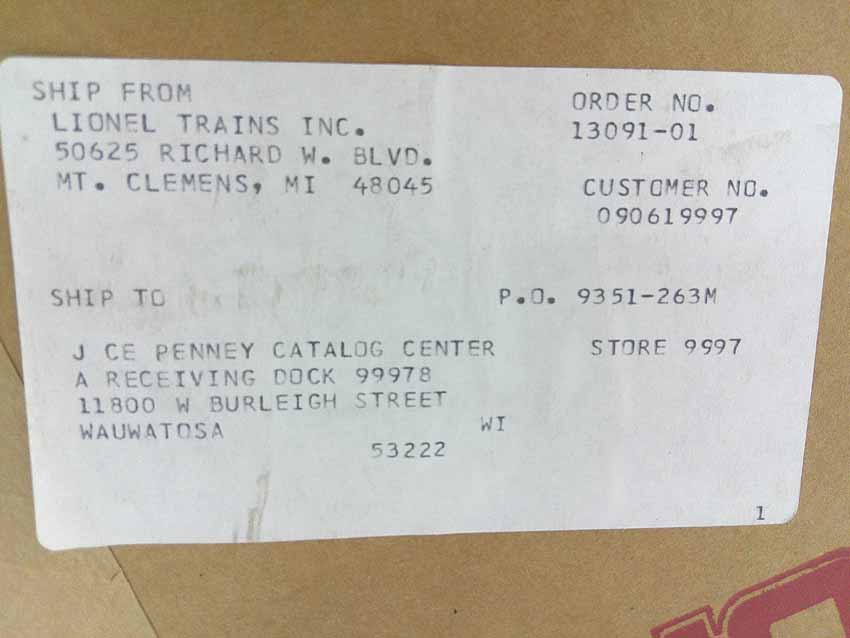 SHIP FROM
LIONEL TRAINS INC.
50625 RICHARD W. BLVD.
MT. CLEMENS, MI 48045
ORDER NO.
13091-01
CUSTOMER NO.
090619997
SHIP TO
P.O. 9351-263M
J CE PENNEY CATALOG CENTER
STORE 9997
A RECEIVING DOCK 99978
11800 W BURLEIGH STREET
WAUWATOSA WI
53222
1